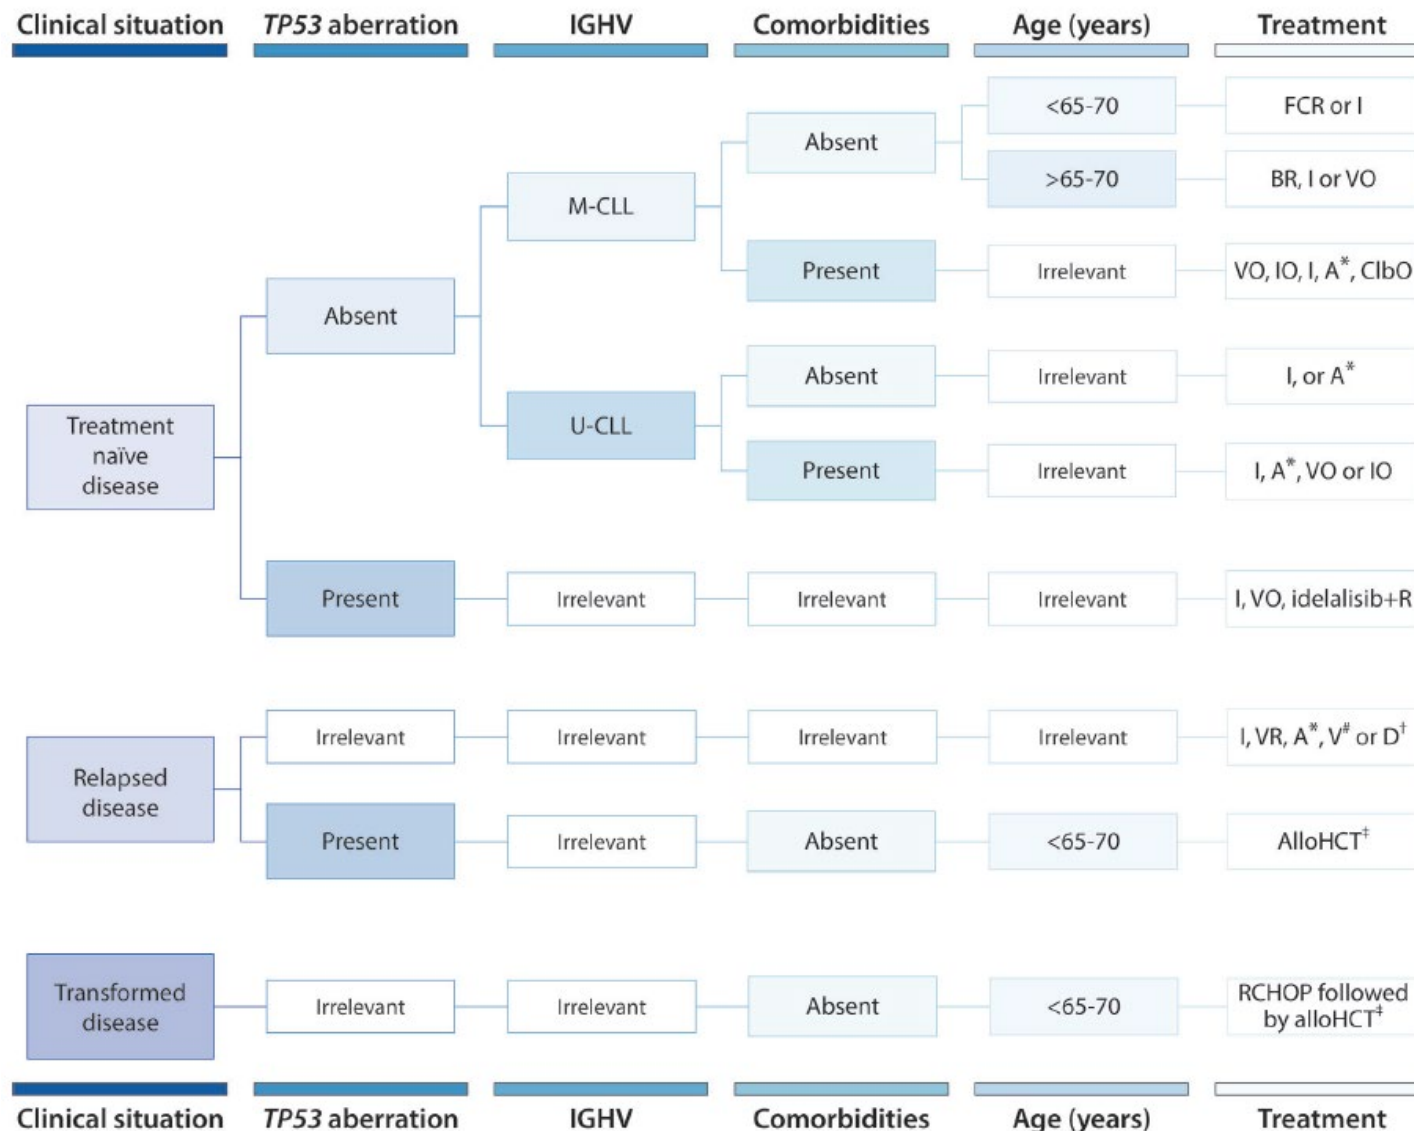 Clinical situation TP53 aberration IGHV Comorbidities Age (years) Treatment
<65-70 FCR or I
Absent
>65-70 BR, I or VO
M-CLL
Present Irrelevant VO, IO, I, A*, ClbO
Absent
Absent Irrelevant I, or A*
U-CLL
Treatment
naïve
disease
Present Irrelevant I, A*, VO or IO
Present Irrelevant Irrelevant Irrelevant I, VO, idelalisib+R
Irrelevant Irrelevant Irrelevant Irrelevant I, VR, A*, V# or D†
Relapsed
disease
Present Irrelevant Absent <65-70 AlloHCT‡
Transformed
disease
Irrelevant Irrelevant Absent <65-70
RCHOP followed
by alloHCT‡
Clinical situation TP53 aberration IGHV Comorbidities Age (years) Treatment